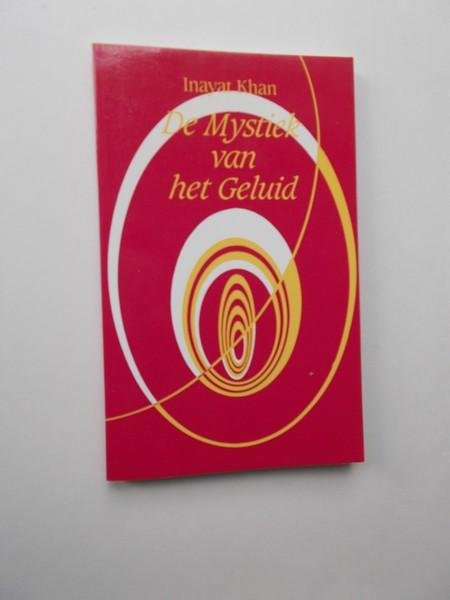 Inayat Khan
De Mystiek
van
het Geluid